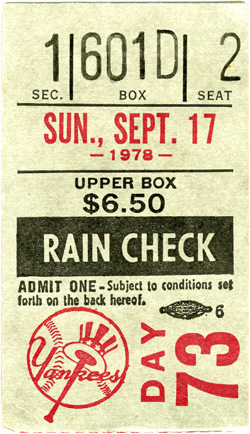 1 601D 2
SEC. BOX SEAT
SUN., SEPT. 17
- 1978 -
UPPER BOX
$6.50
RAIN CHECK
ADMIT ONE - Subject to conditions set
forth on the back hereof.
6
Yankees
DAY 73